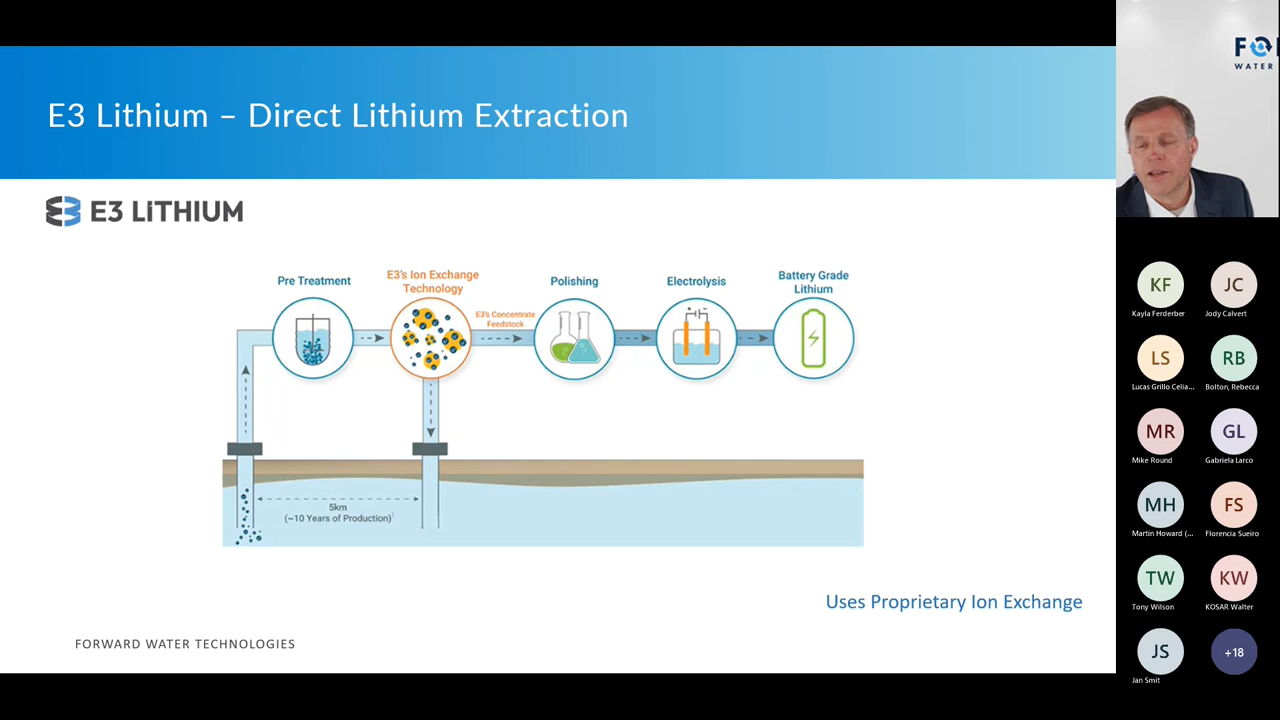 E3 Lithium – Direct Lithium Extraction
E3 LiTHIUM
Pre Treatment
E3's Ion Exchange
Technology
E3's Concentrate
Feedstock
Polishing
Electrolysis
Battery Grade
Lithium
5km
(~10 Years of Production)¹
Uses Proprietary Ion Exchange
FORWARD WATER TECHNOLOGIES
WATER
KF
Kayla Ferderber
JC
Jody Calvert
LS
Lucas Grillo Celia...
RB
Bolton, Rebecca
MR
Mike Round
GL
Gabriela Larco
MH
Martin Howard (...
FS
Florencia Sueiro
TW
Tony Wilson
KW
KOSAR Walter
JS
Jan Smit
+18